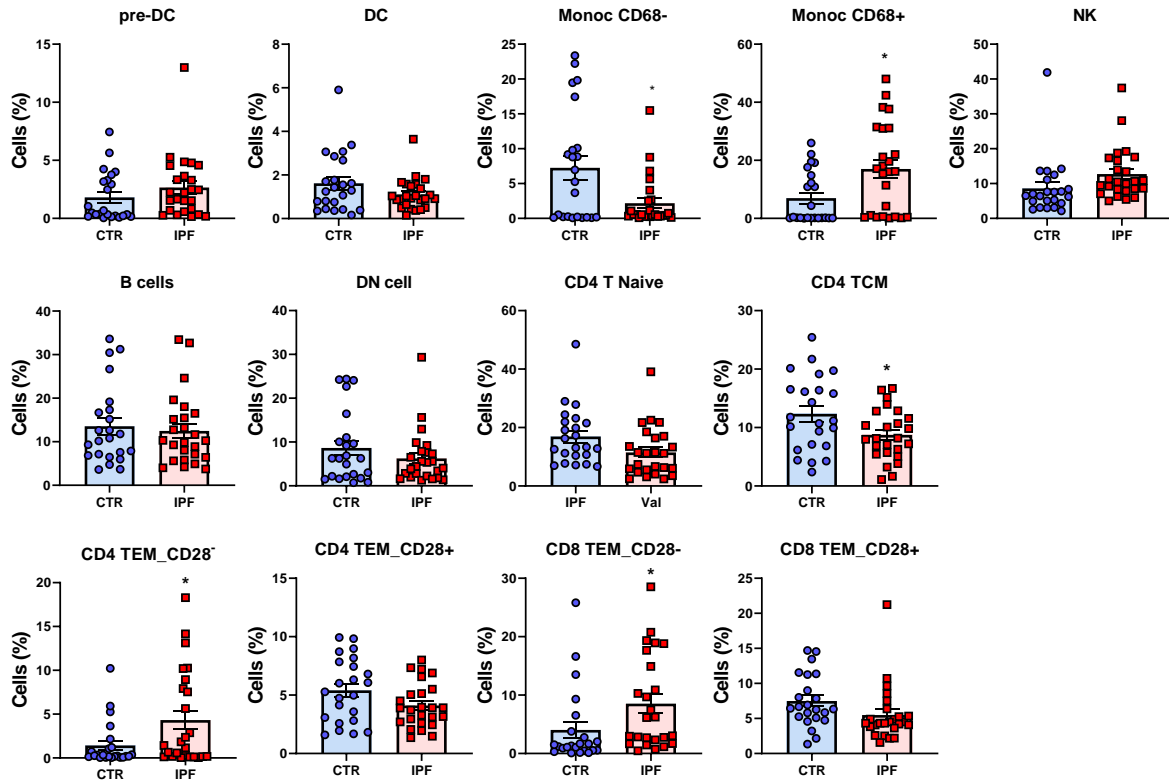 pre-DC
DC
Monoc CD68-
Monoc CD68+
NK
Cells (%)
15
10
5
0
CTR
IPF
Cells (%)
8
6
4
2
0
CTR
IPF
Cells (%)
25
20
15
10
5
0
*
CTR
IPF
Cells (%)
60
40
20
0
*
CTR
IPF
Cells (%)
50
40
30
20
10
0
CTR
IPF
B cells
DN cell
CD4 T Naive
CD4 TCM
Cells (%)
40
30
20
10
0
CTR
IPF
Cells (%)
40
30
20
10
0
CTR
IPF
Cells (%)
60
40
20
0
IPF
Val
Cells (%)
30
20
10
0
*
CTR
IPF
CD4 TEM_CD28⁻
CD4 TEM_CD28+
CD8 TEM_CD28-
CD8 TEM_CD28+
Cells (%)
20
15
10
5
0
*
CTR
IPF
Cells (%)
15
10
5
0
CTR
IPF
Cells (%)
30
20
10
0
*
CTR
IPF
Cells (%)
25
20
15
10
5
0
CTR
IPF